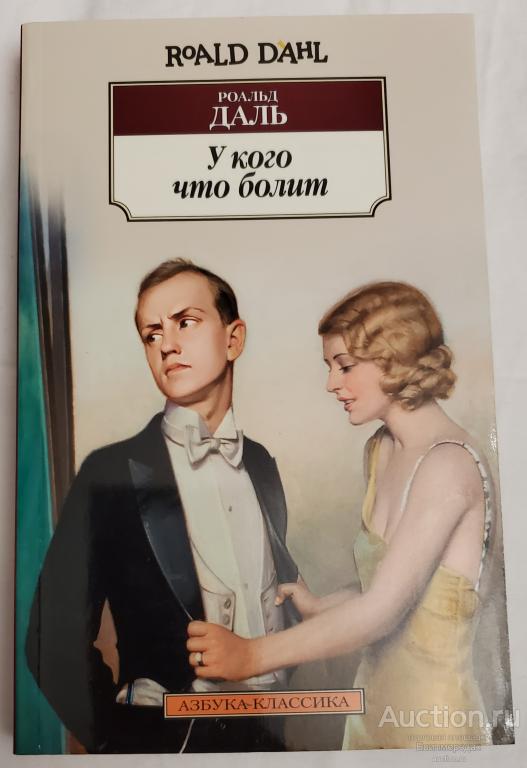 ROALD DAHL
РОАЛЬД
ДАЛЬ
У кого
что болит
АЗБУКА-КЛАССИКА
Auction.ru